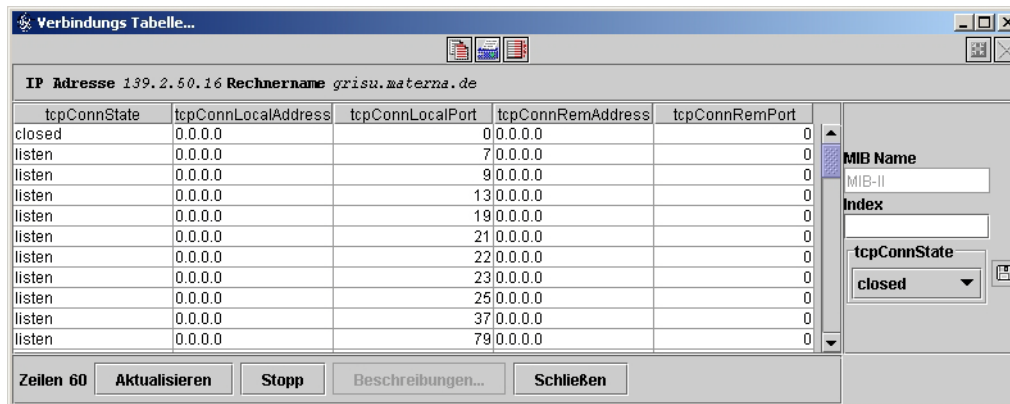 Verbindungs Tabelle...
IP Adresse 139.2.50.16 Rechnername grisu.materna.de
tcpConnState tcpConnLocalAddress tcpConnLocalPort tcpConnRemAddress tcpConnRemPort
closed 0.0.0.0 0 0.0.0.0 0
listen 0.0.0.0 7 0.0.0.0 0
listen 0.0.0.0 9 0.0.0.0 0
listen 0.0.0.0 13 0.0.0.0 0
listen 0.0.0.0 19 0.0.0.0 0
listen 0.0.0.0 21 0.0.0.0 0
listen 0.0.0.0 22 0.0.0.0 0
listen 0.0.0.0 23 0.0.0.0 0
listen 0.0.0.0 25 0.0.0.0 0
listen 0.0.0.0 37 0.0.0.0 0
listen 0.0.0.0 79 0.0.0.0 0
MIB Name
MIB-II
Index
tcpConnState
closed
Zeilen 60 Aktualisieren Stopp Beschreibungen... Schließen